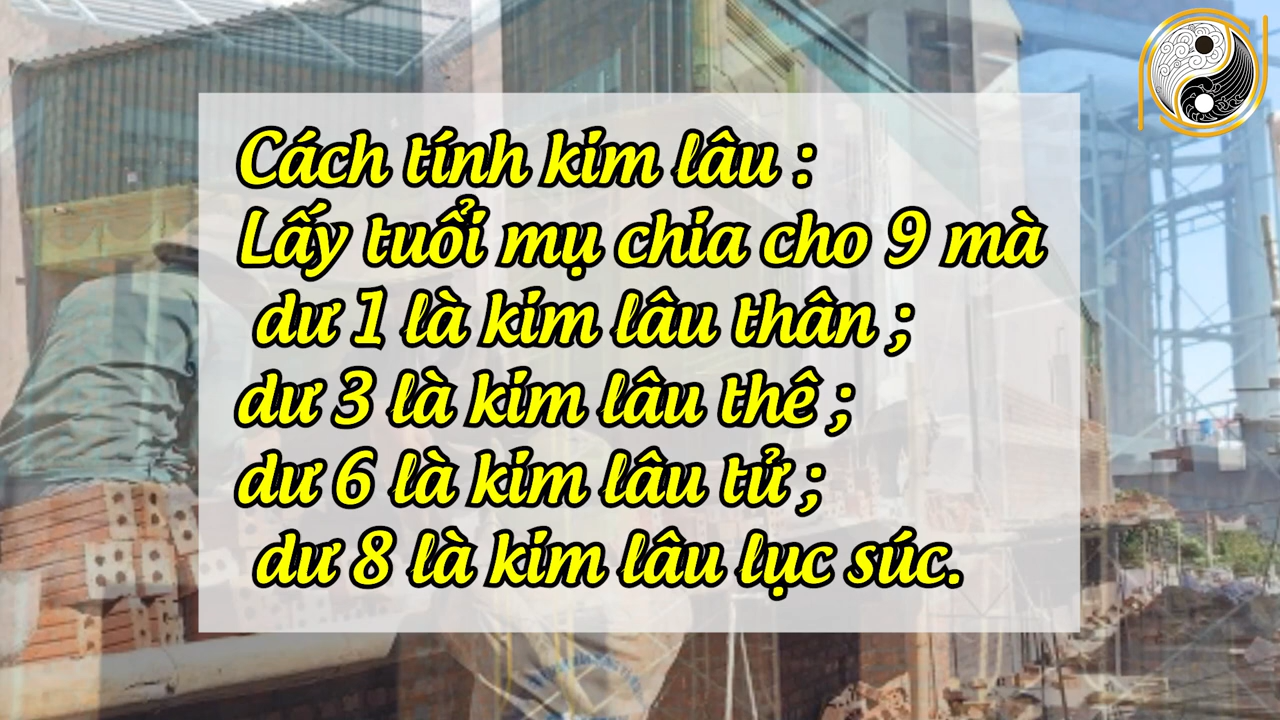 Cách tính kim lâu :
Lấy tuổi mụ chia cho 9 mà
dư 1 là kim lâu thân ;
dư 3 là kim lâu thê ;
dư 6 là kim lâu tử ;
dư 8 là kim lâu lục súc.